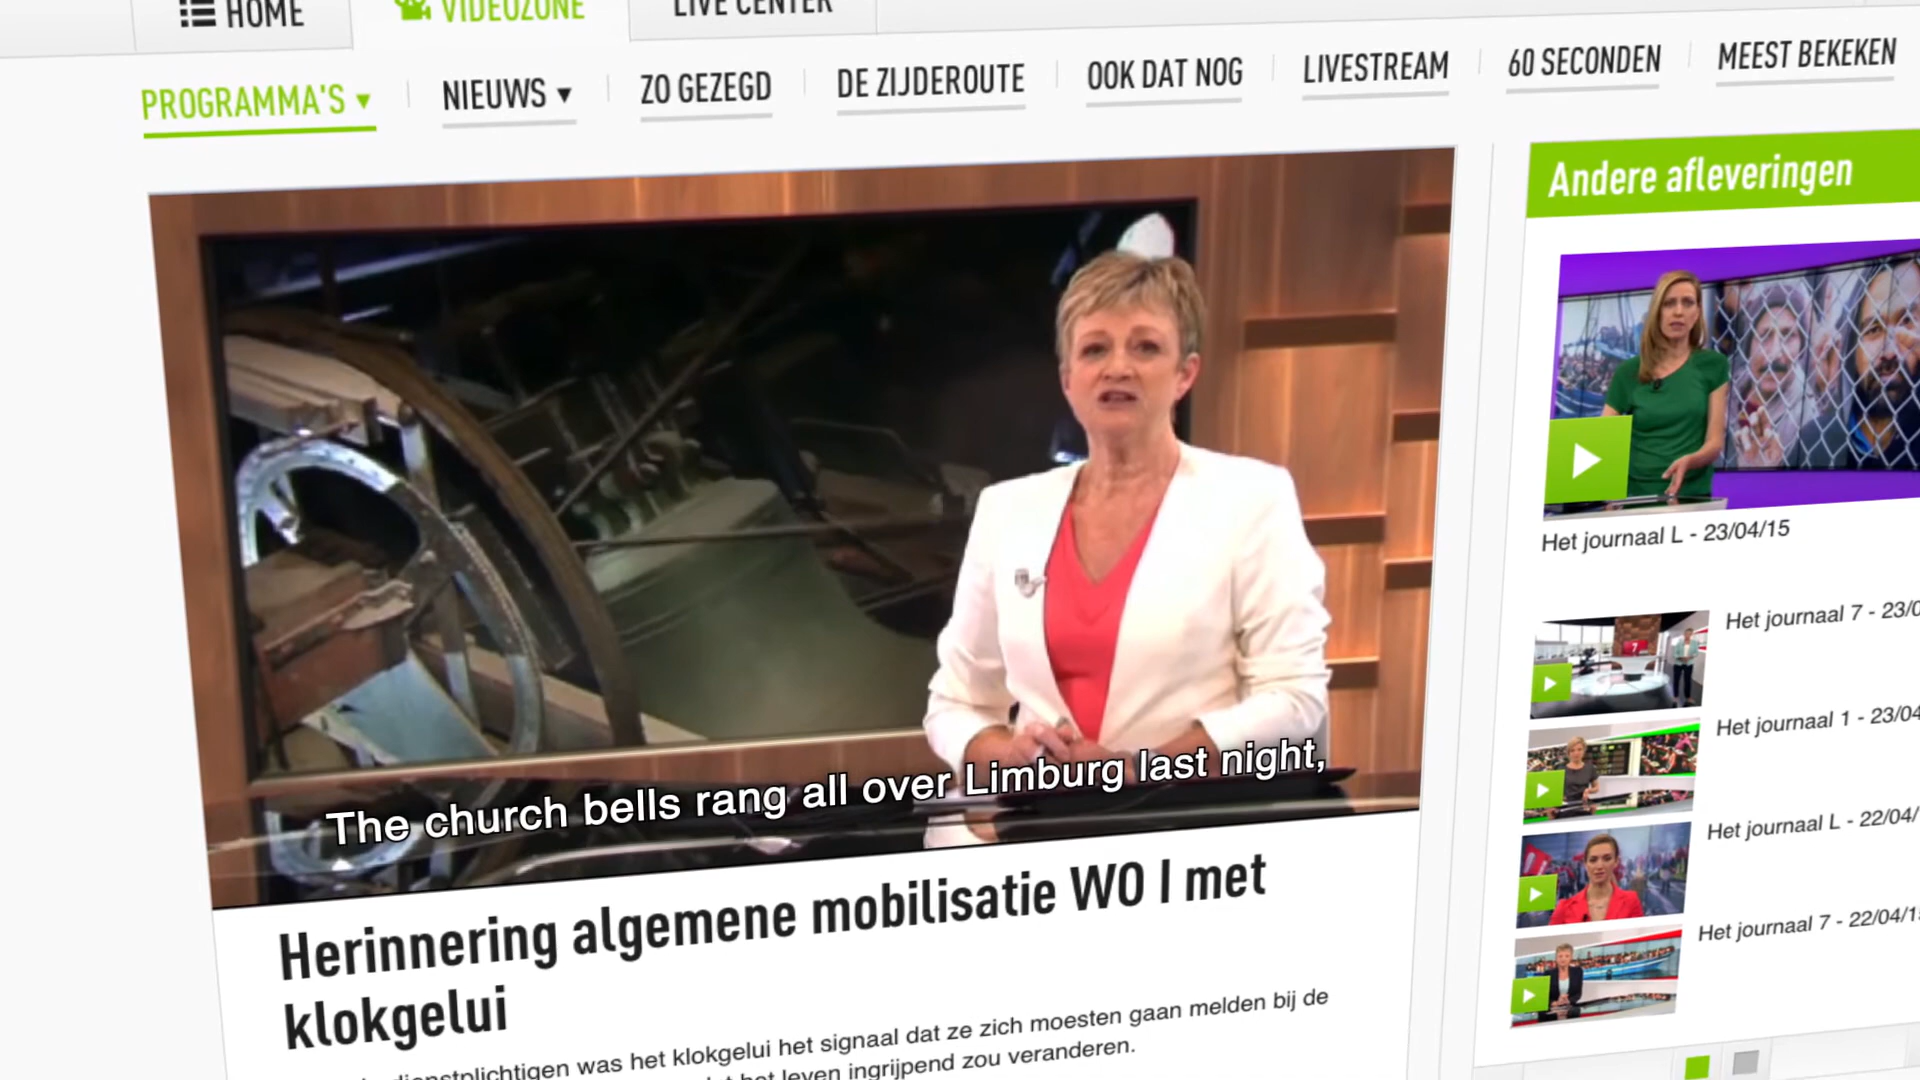 HOME
VIDEOZONE
LIVE CENTER
PROGRAMMA'S ▼
NIEUWS ▼
ZO GEZEGD
DE ZIJDEROUTE
OOK DAT NOG
LIVESTREAM
60 SECONDEN
MEEST BEKEKEN
The church bells rang all over Limburg last night,
Herinnering algemene mobilisatie WO I met
klokgelui
dienstplichtigen was het klokgelui het signaal dat ze zich moesten gaan melden bij de
het leven ingrijpend zou veranderen.
Andere afleveringen
Het journaal L - 23/04/15
Het journaal 7 - 23/0
Het journaal 1 - 23/04
Het journaal L - 22/04/
Het journaal 7 - 22/04/1